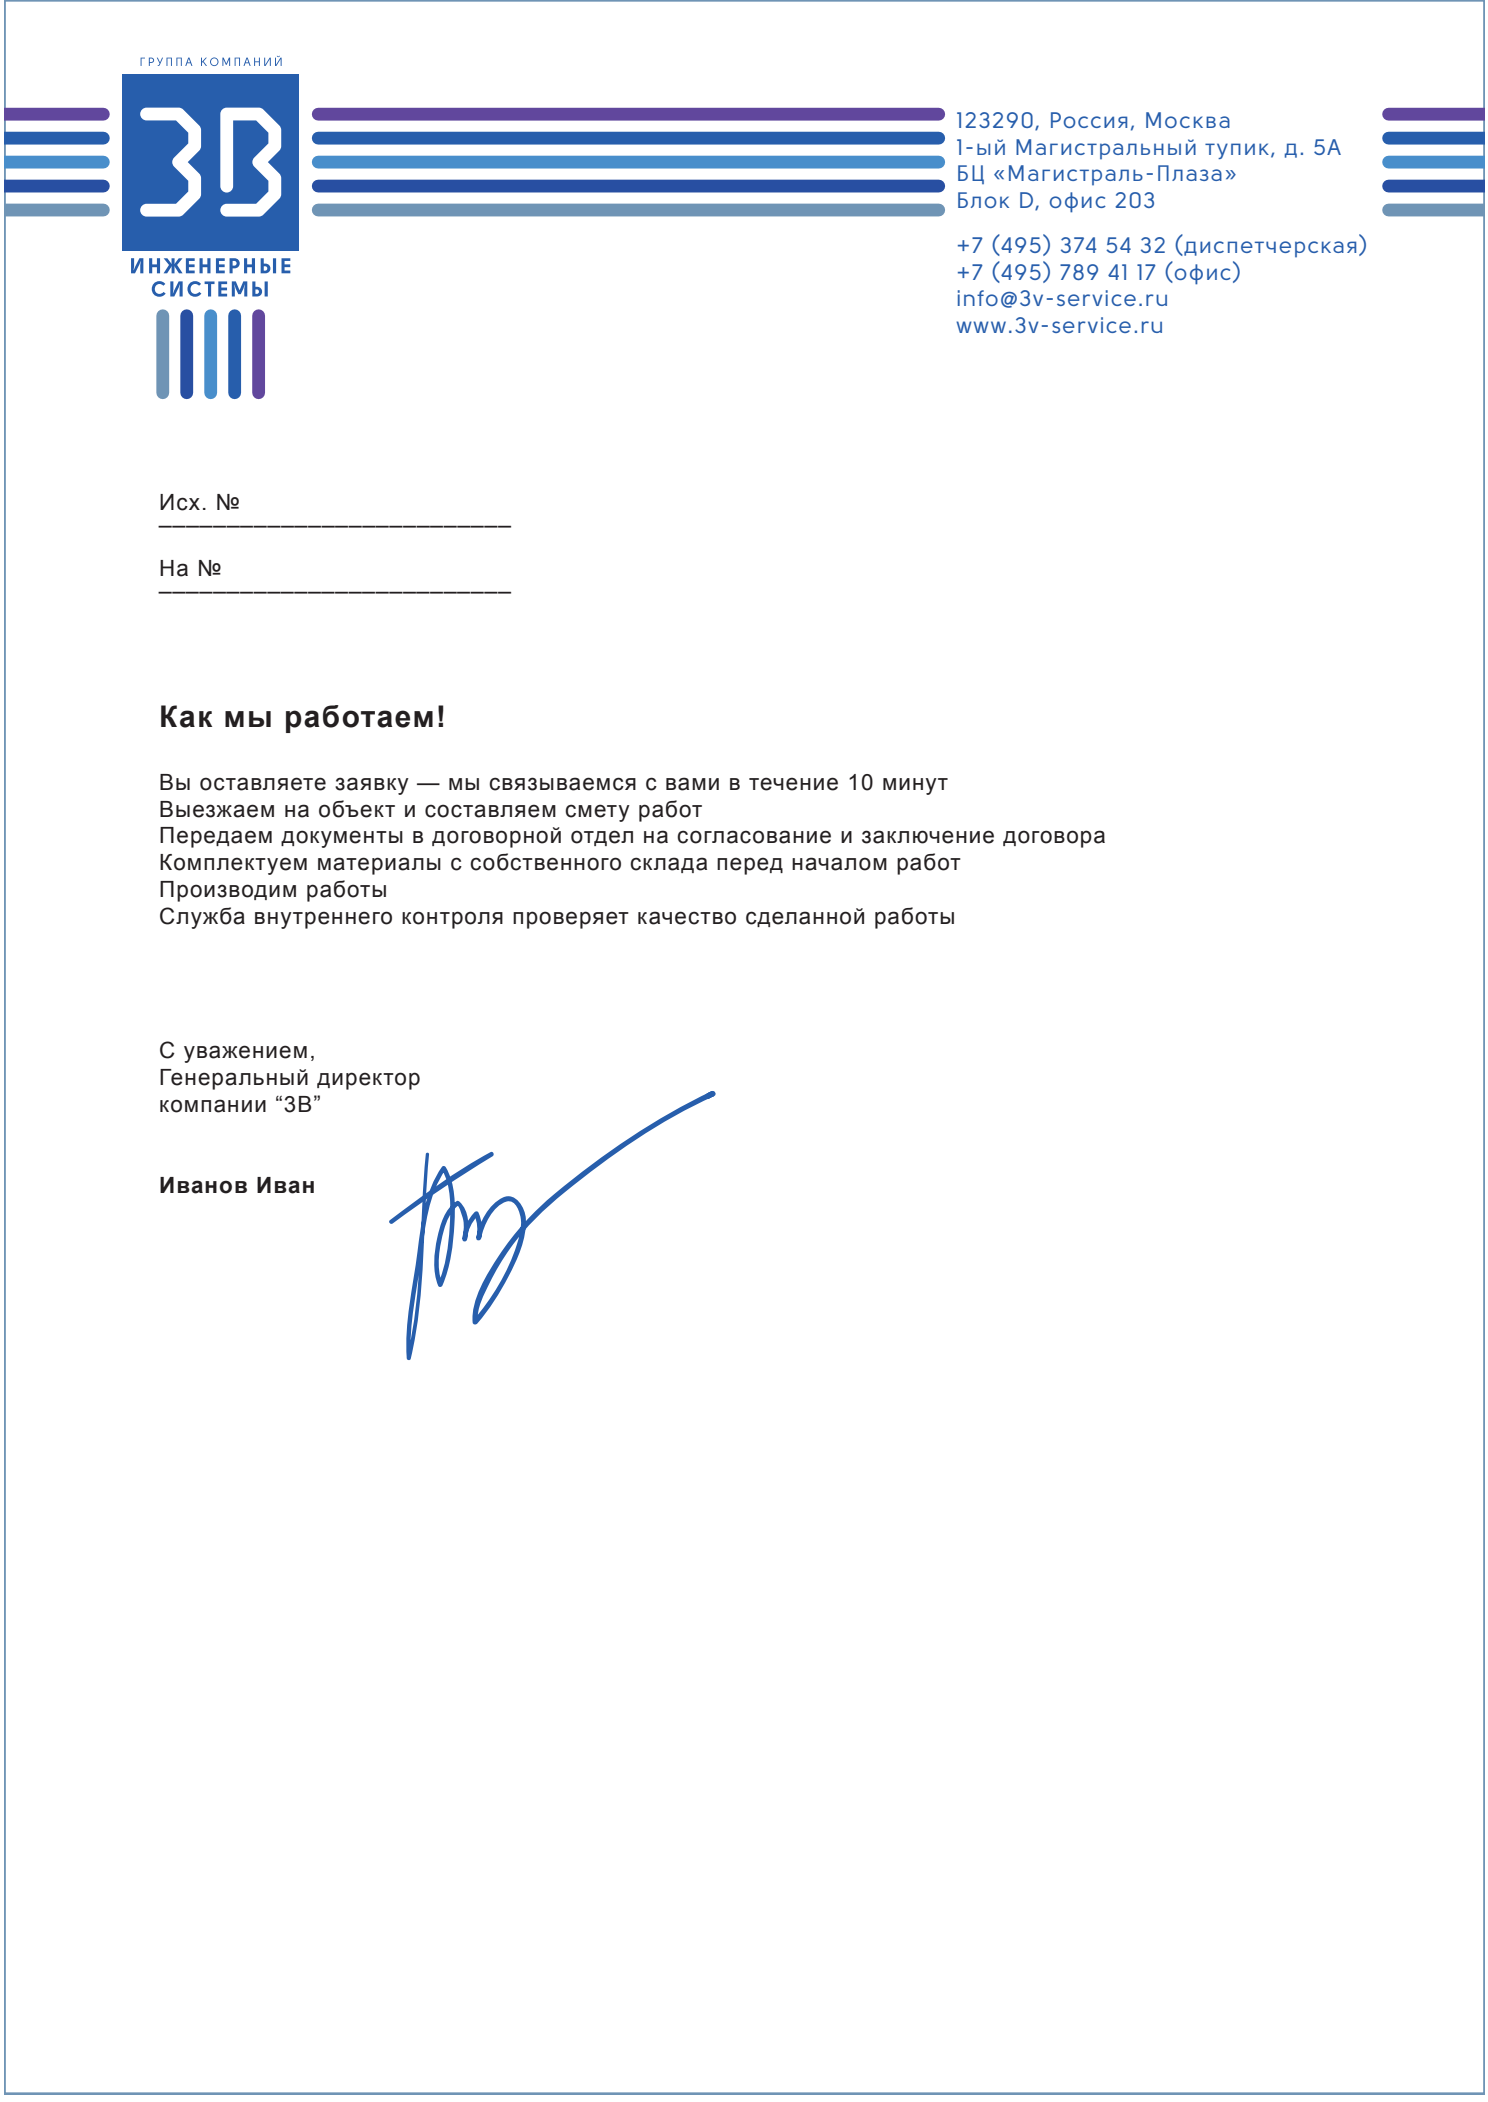 ГРУППА КОМПАНИЙ
3В
ИНЖЕНЕРНЫЕ
СИСТЕМЫ
123290, Россия, Москва
1-ый Магистральный тупик, д. 5А
БЦ «Магистраль-Плаза»
Блок D, офис 203
+7 (495) 374 54 32 (диспетчерская)
+7 (495) 789 41 17 (офис)
info@3v-service.ru
www.3v-service.ru
Исх. №
__________________________
На №
__________________________
Как мы работаем!
Вы оставляете заявку — мы связываемся с вами в течение 10 минут
Выезжаем на объект и составляем смету работ
Передаем документы в договорной отдел на согласование и заключение договора
Комплектуем материалы с собственного склада перед началом работ
Производим работы
Служба внутреннего контроля проверяет качество сделанной работы
С уважением,
Генеральный директор
компании “3В”
Иванов Иван